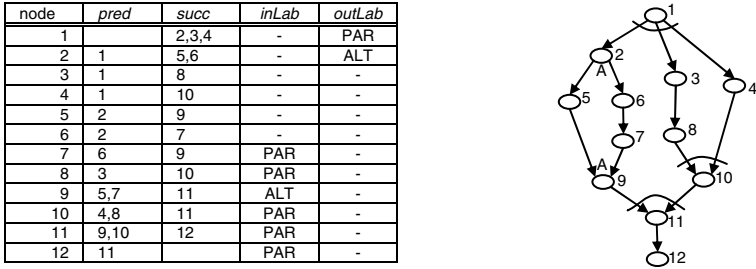 node pred succ inLab outLab
1 2,3,4 - PAR
2 1 5,6 - ALT
3 1 8 - -
4 1 10 - -
5 2 9 - -
6 2 7 - -
7 6 9 PAR -
8 3 10 PAR -
9 5,7 11 ALT -
10 4,8 11 PAR -
11 9,10 12 PAR -
12 11 PAR -
1
2
A
3
4
5
6
7
8
A
9
10
11
12